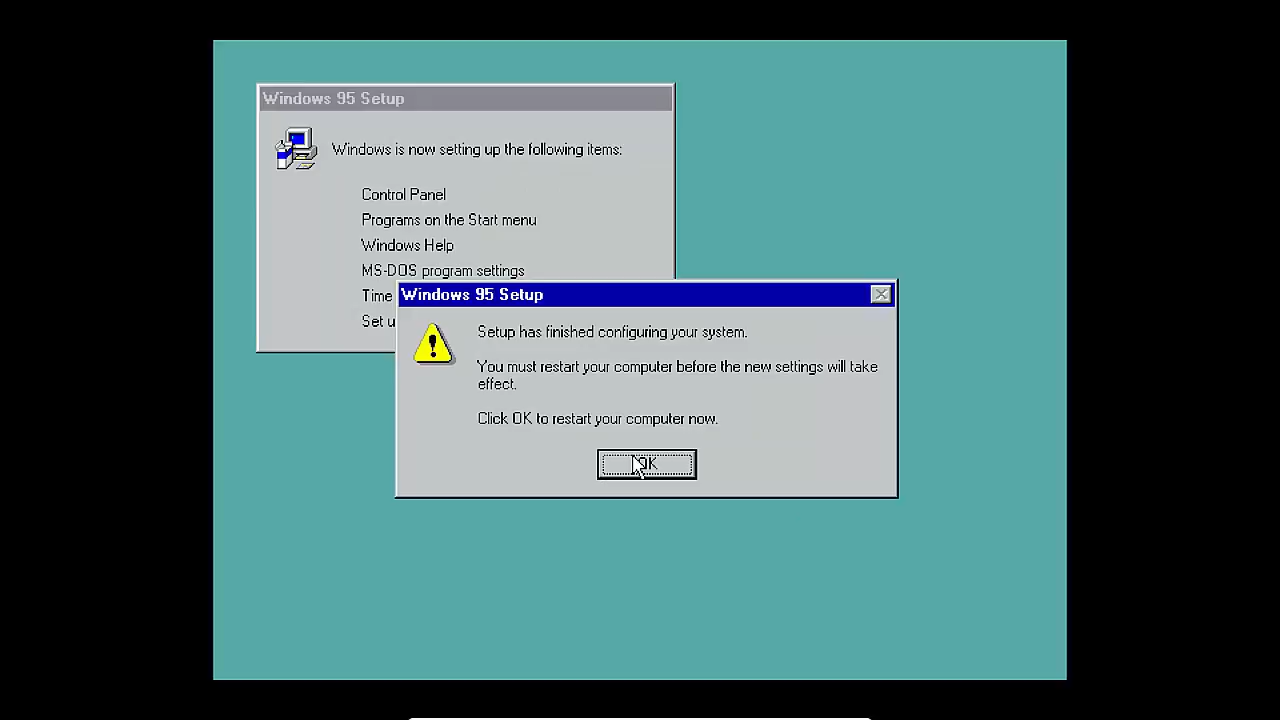 Windows 95 Setup
Windows is now setting up the following items:
Control Panel
Programs on the Start menu
Windows Help
MS-DOS program settings
Time
Set u
Windows 95 Setup
Setup has finished configuring your system.
You must restart your computer before the new settings will take
effect.
Click OK to restart your computer now.
OK